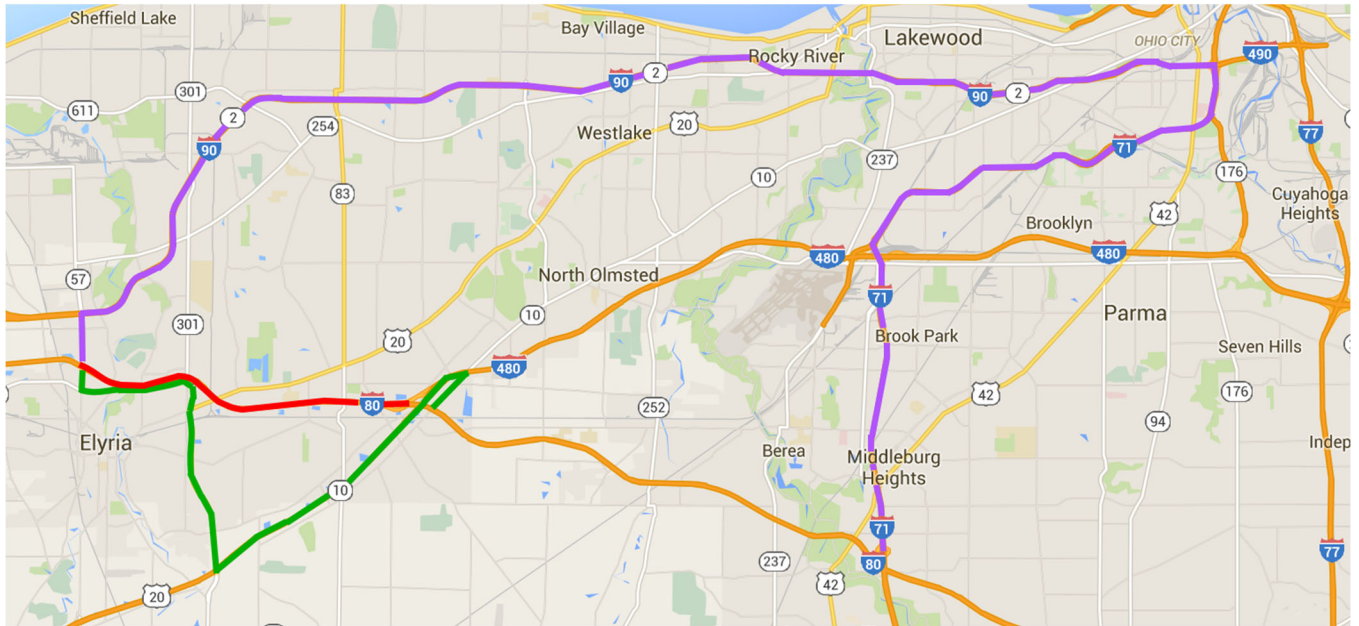 Sheffield Lake
Bay Village
Lakewood
OHIO CITY
490
Rocky River
90
2
301
2
611
254
90
2
20
Westlake
90
77
237
71
10
176
83
Cuyahoga
Heights
42
Brooklyn
480
480
57
North Olmsted
71
10
Parma
301
20
Brook Park
Seven Hills
480
42
176
80
252
94
Elyria
Berea
Middleburg
Heights
Indep
10
71
77
237
80
42
20